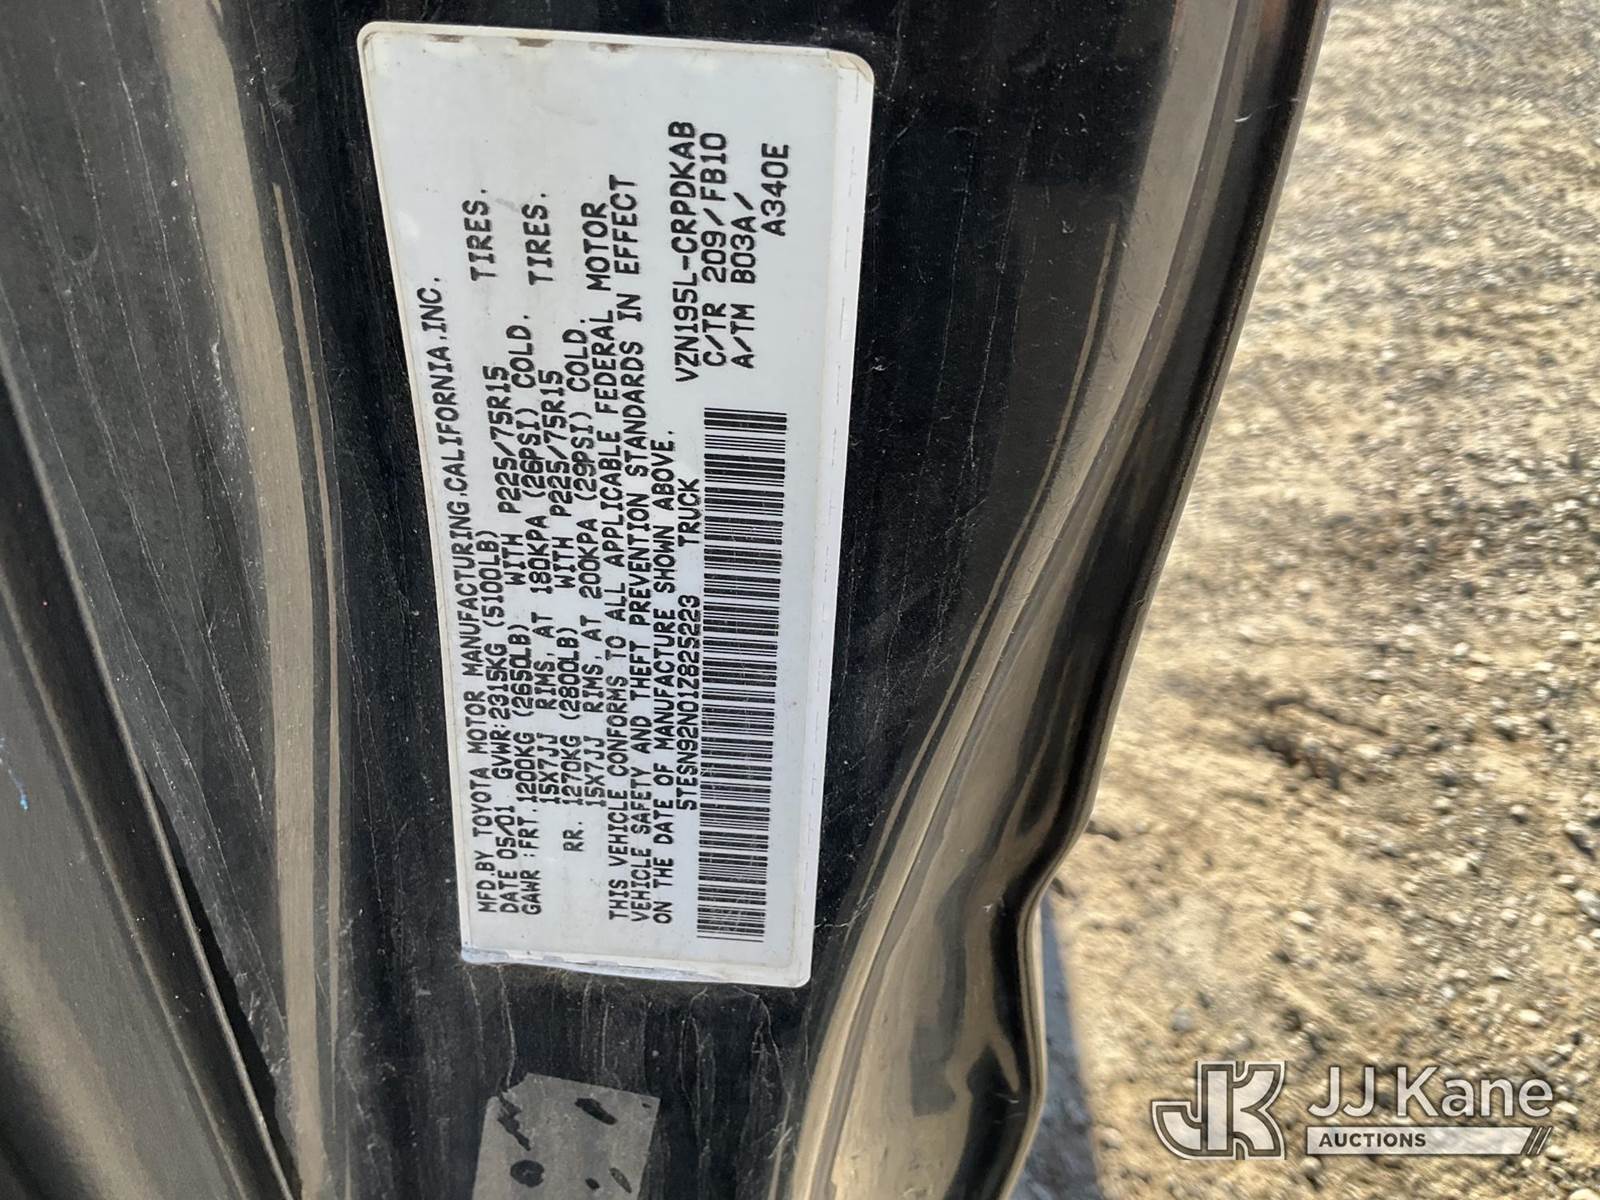 MFD.BY TOYOTA MOTOR MANUFACTURING,CALIFORNIA,INC.
DATE 05/01 GVWR:2315KG (5100LB)
GAWR:FRT.1200KG (2650LB) WITH P225/75R15 TIRES.
15X7JJ RIMS, AT 180KPA (26PSI) COLD.
RR. 1270KG (2800LB) WITH P225/75R15 TIRES.
15X7JJ RIMS, AT 200KPA (29PSI) COLD.
THIS VEHICLE CONFORMS TO ALL APPLICABLE FEDERAL MOTOR
VEHICLE SAFETY AND THEFT PREVENTION STANDARDS IN EFFECT
ON THE DATE OF MANUFACTURE SHOWN ABOVE.
5TESN92N01Z825223 TRUCK
VZN195L-CRPDKAB
C/TR 209/FB10
A/TM B03A/
A340E
JK JJ Kane
AUCTIONS